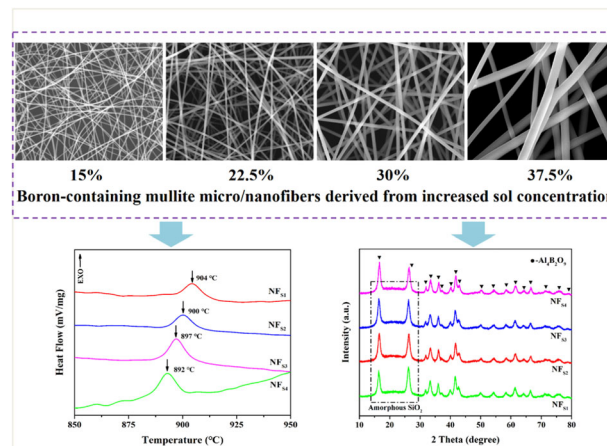 15%
22.5%
30%
37.5%
Boron-containing mullite micro/nanofibers derived from increased sol concentration
EXO
904 °C
NFS1
900 °C
NFS2
897 °C
NFS3
892 °C
NFS4
Heat Flow (mV/mg)
850
900
950
Temperature (°C)
-Al4B2O9
NFS4
NFS3
NFS2
Amorphous SiO2
NFS1
Intensity (a.u.)
10 20 30 40 50 60 70 80
2 Theta (degree)